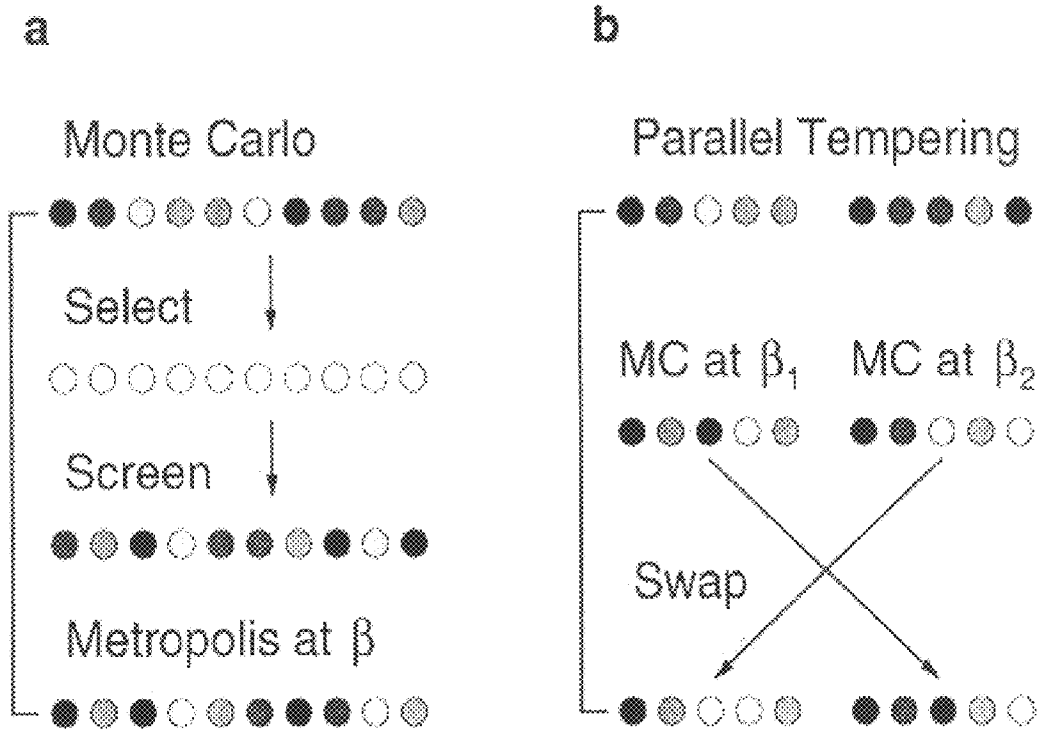 a
Monte Carlo
Select
Screen
Metropolis at β
b
Parallel Tempering
MC at β₁ MC at β₂
Swap